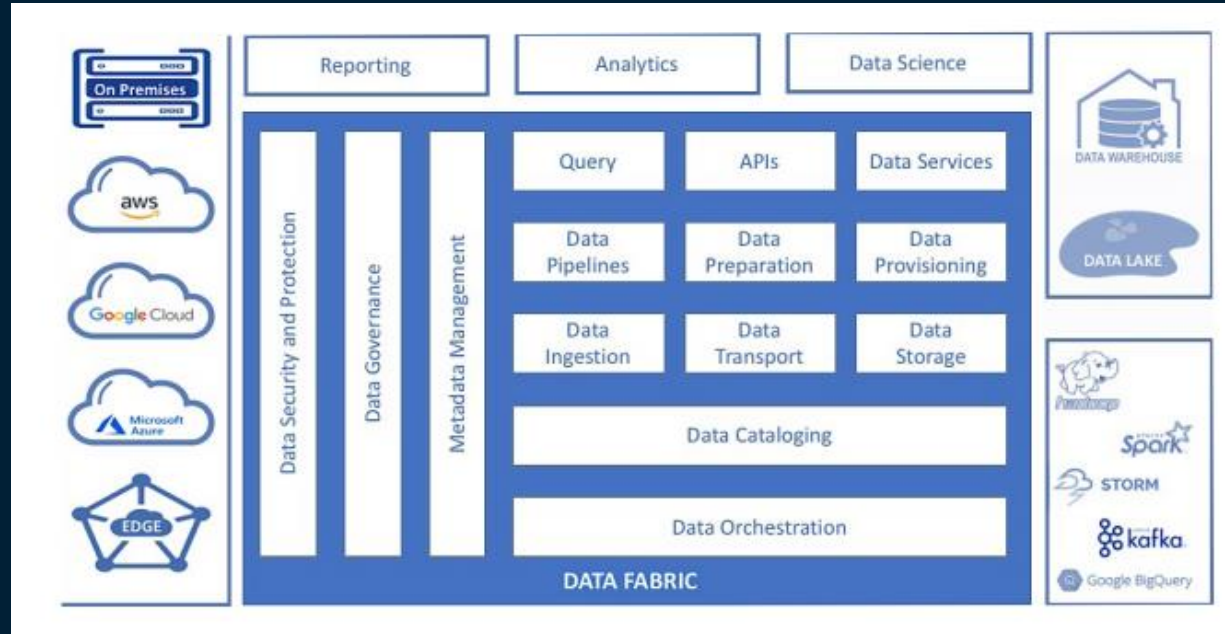 On Premises
aws
Google Cloud
Microsoft
Azure
EDGE
Reporting
Analytics
Data Science
Data Security and Protection
Data Governance
Metadata Management
Query
APIs
Data Services
Data
Pipelines
Data
Preparation
Data
Provisioning
Data
Ingestion
Data
Transport
Data
Storage
Data Cataloging
Data Orchestration
DATA FABRIC
DATA WAREHOUSE
DATA LAKE
Spark
STORM
kafka
Google BigQuery